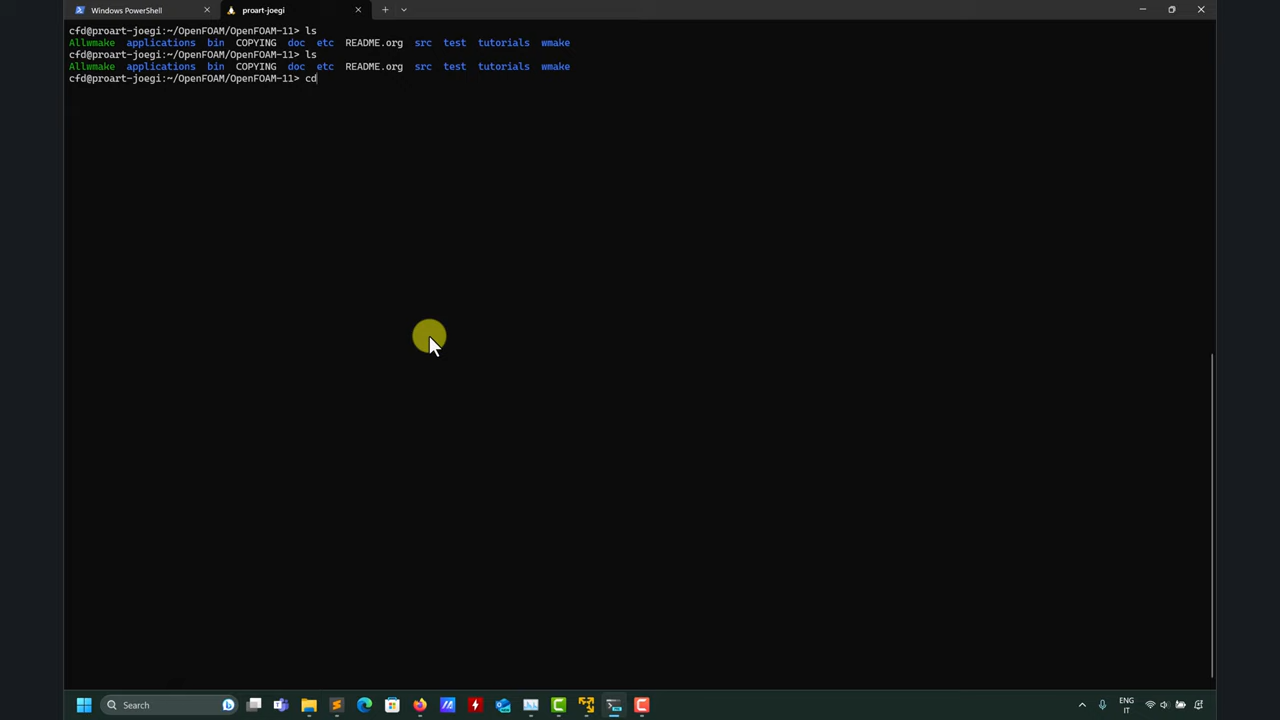 Windows PowerShell
proart-joegi
cfd@proart-joegi:~/OpenFOAM/OpenFOAM-11> ls
Allwmake applications bin COPYING doc etc README.org src test tutorials wmake
cfd@proart-joegi:~/OpenFOAM/OpenFOAM-11> ls
Allwmake applications bin COPYING doc etc README.org src test tutorials wmake
cfd@proart-joegi:~/OpenFOAM/OpenFOAM-11> cd
Search
ENG
IT